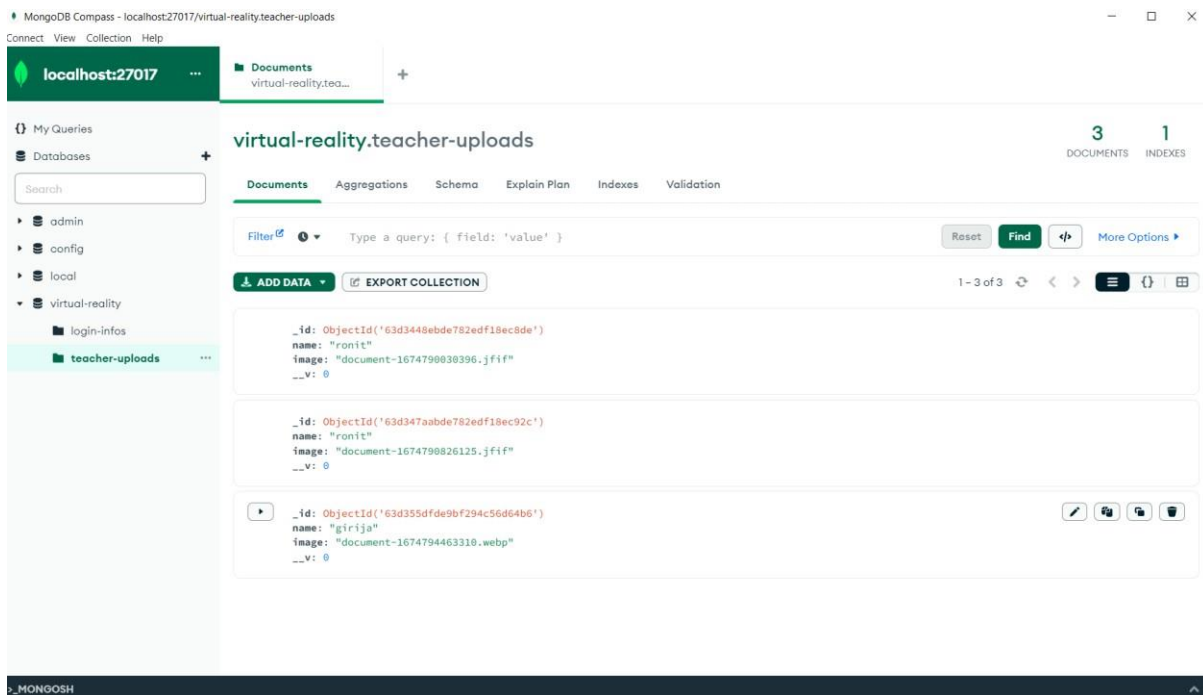 MongoDB Compass - localhost:27017/virtual-reality.teacher-uploads
Connect View Collection Help
localhost:27017 ...
Documents
virtual-reality.tea...
+
{} My Queries
Databases +
Search
admin
config
local
virtual-reality
login-infos
teacher-uploads ...
virtual-reality.teacher-uploads
3
DOCUMENTS
1
INDEXES
Documents Aggregations Schema Explain Plan Indexes Validation
Filter Type a query: { field: 'value' } Reset Find </> More Options
ADD DATA EXPORT COLLECTION 1 - 3 of 3 < > {}
_id: ObjectId('63d3448ebde782edf18ec8de')
name: "ronit"
image: "document-1674790030396.jfif"
__v: 0
_id: ObjectId('63d347aabde782edf18ec92c')
name: "ronit"
image: "document-1674790826125.jfif"
__v: 0
_id: ObjectId('63d355dfde9bf294c56d64b6')
name: "girija"
image: "document-1674794463310.webp"
__v: 0
>_MONGOSH